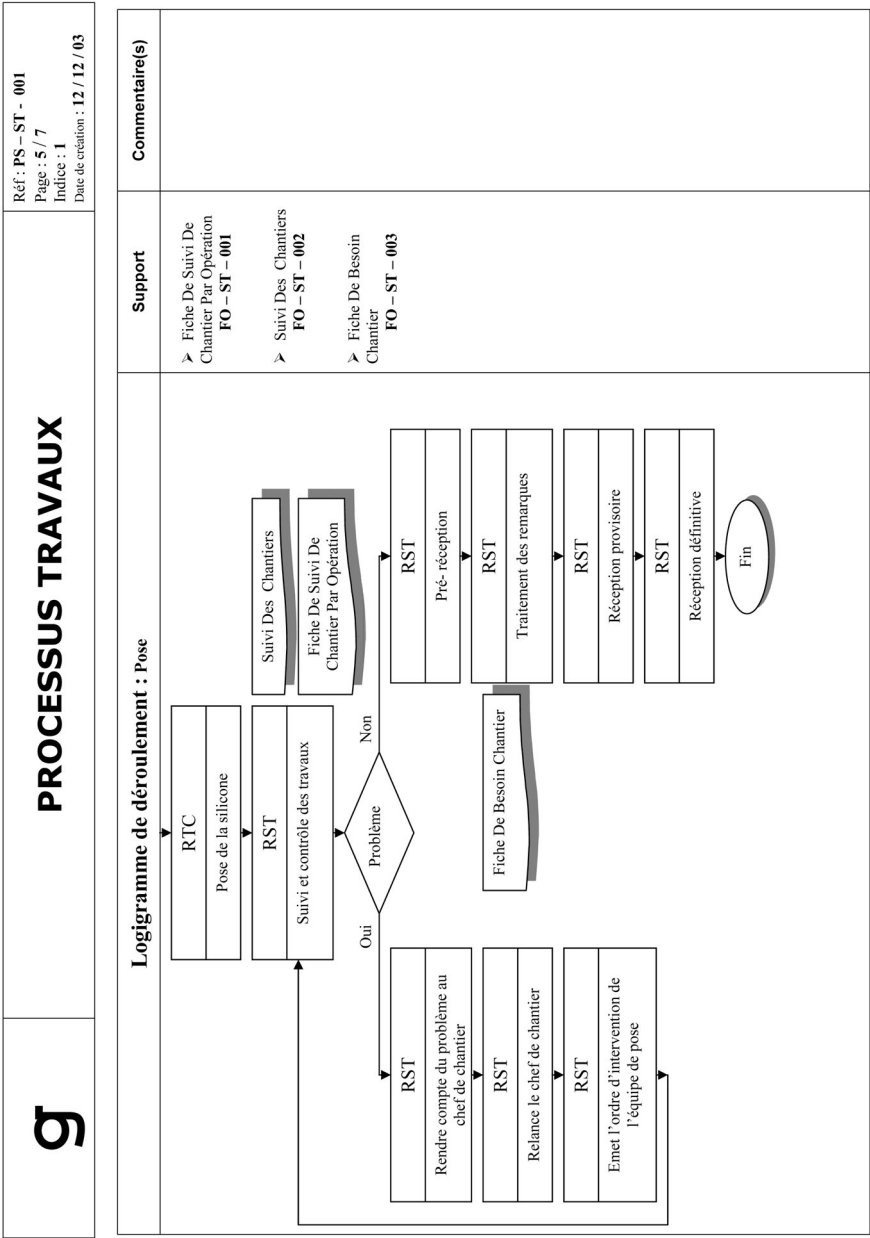 g
PROCESSUS TRAVAUX
Réf : PS – ST - 001
Page : 5 / 7
Indice : 1
Date de création : 12 / 12 / 03
Logigramme de déroulement : Pose
Support
Commentaire(s)
RTC
Pose de la silicone
RST
Suivi et contrôle des travaux
Suivi Des Chantiers
Fiche De Suivi De
Chantier Par Opération
Problème
Oui
Non
RST
Rendre compte du problème au
chef de chantier
RST
Relance le chef de chantier
RST
Emet l’ordre d’intervention de
l’équipe de pose
Fiche De Besoin Chantier
RST
Pré- réception
RST
Traitement des remarques
RST
Réception provisoire
RST
Réception définitive
Fin
➢ Fiche De Suivi De
Chantier Par Opération
FO – ST – 001
➢ Suivi Des Chantiers
FO – ST – 002
➢ Fiche De Besoin
Chantier
FO – ST – 003